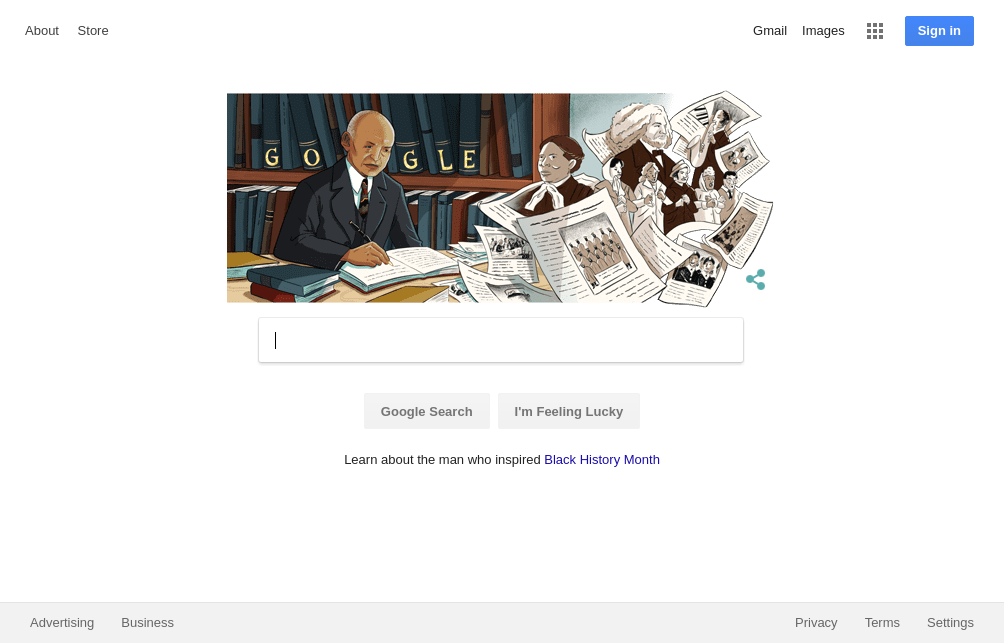 About Store Gmail Images Sign in
GOOGLE
Google Search I'm Feeling Lucky
Learn about the man who inspired Black History Month
Advertising Business Privacy Terms Settings